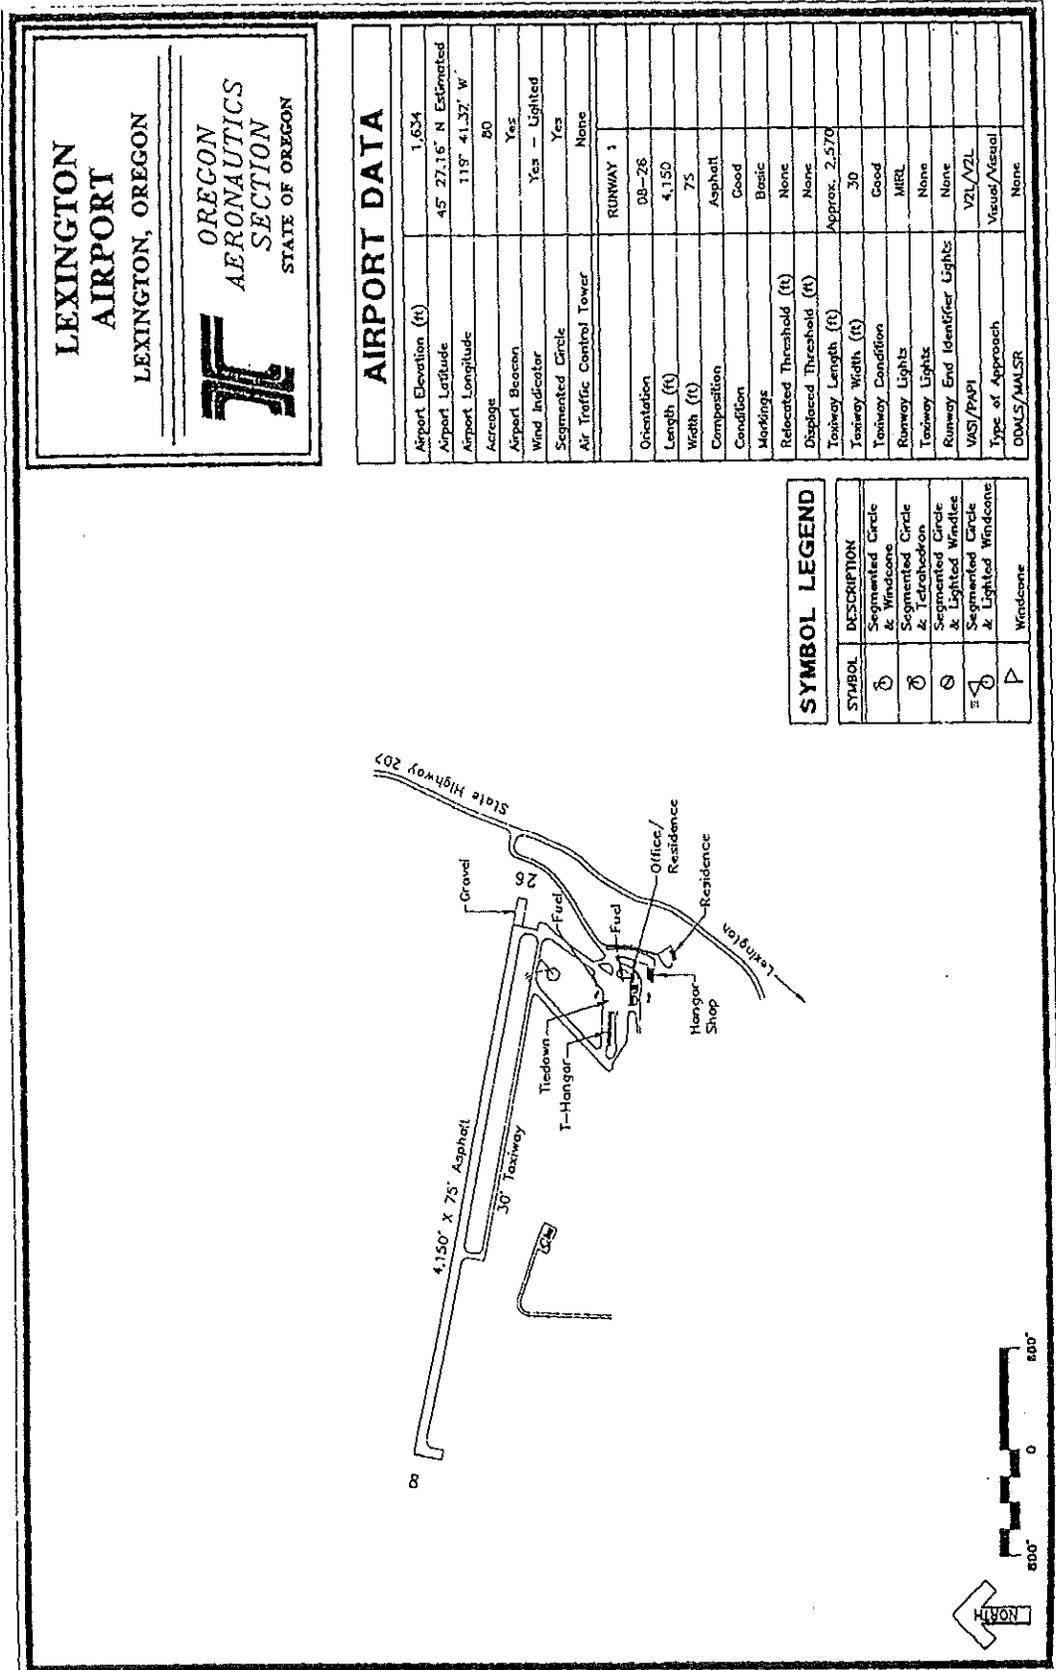 LEXINGTON
AIRPORT
LEXINGTON, OREGON
OREGON
AERONAUTICS
SECTION
STATE OF OREGON
AIRPORT DATA
Airport Elevation (ft) 1,634
Airport Latitude 45° 27.16' N Estimated
Airport Longitude 119° 41.37' W
Acreage 80
Airport Beacon Yes
Wind Indicator Yes - Lighted
Segmented Circle Yes
Air Traffic Control Tower None
RUNWAY 1
Orientation 08-26
Length (ft) 4,150
Width (ft) 75
Composition Asphalt
Condition Good
Markings Basic
Relocated Threshold (ft) None
Displaced Threshold (ft) None
Taxiway Length (ft) Approx. 2,570
Taxiway Width (ft) 30
Taxiway Condition Good
Runway Lights MIRL
Taxiway Lights None
Runway End Identifier Lights None
VASI/PAPI V2L/V2L
Type of Approach Visual/Visual
ODALS/MALSR None
SYMBOL LEGEND
SYMBOL DESCRIPTION
Segmented Circle
& Windcone
Segmented Circle
& Tetrahedron
Segmented Circle
& Lighted Windtee
Segmented Circle
& Lighted Windcone
Windcone
State Highway 207
Gravel
26
Fuel
Fuel
Office/
Residence
Residence
Lexington
Hangar
Shop
Tiedown
T-Hangar
4,150' X 75' Asphalt
30' Taxiway
8
800' 0 800'
NORTH